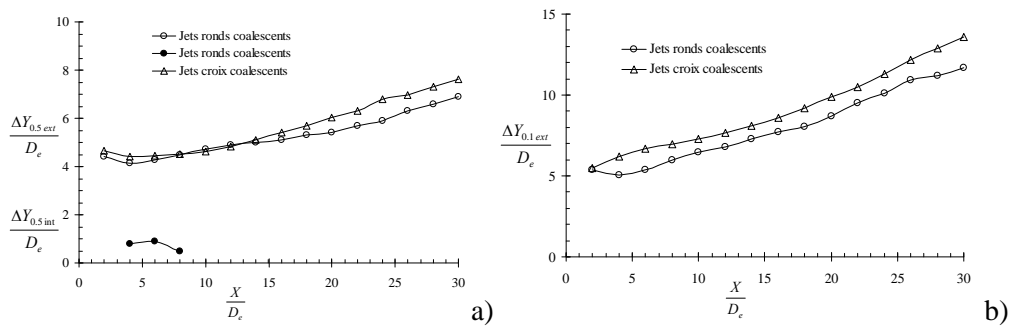 10
8
6
4
2
0
ΔY0.5 ext
De
ΔY0.5 int
De
Jets ronds coalescents
Jets ronds coalescents
Jets croix coalescents
0 5 10 15 20 25 30
X
De
a)
15
10
5
0
ΔY0.1 ext
De
Jets ronds coalescents
Jets croix coalescents
0 5 10 15 20 25 30
X
De
b)